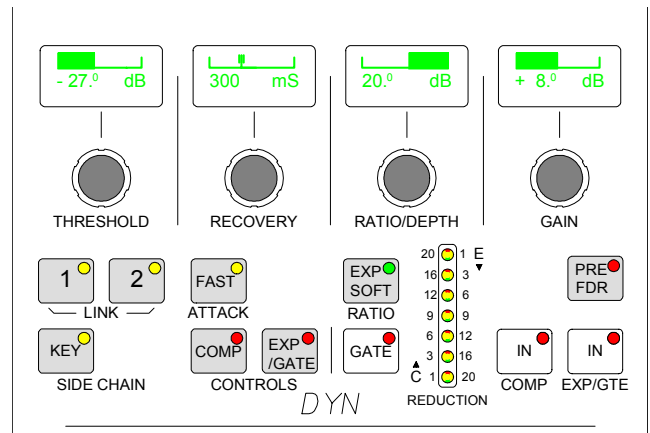 - 27.⁰ dB
300 mS
20.⁰ dB
+ 8.⁰ dB
THRESHOLD
RECOVERY
RATIO/DEPTH
GAIN
1
2
LINK
FAST
ATTACK
EXP
SOFT
RATIO
20 1 E
16 3
12 6
9 9
6 12
3 16
C 1 20
REDUCTION
PRE
FDR
KEY
SIDE CHAIN
COMP
EXP
/GATE
CONTROLS
GATE
IN
COMP
IN
EXP/GTE
DYN